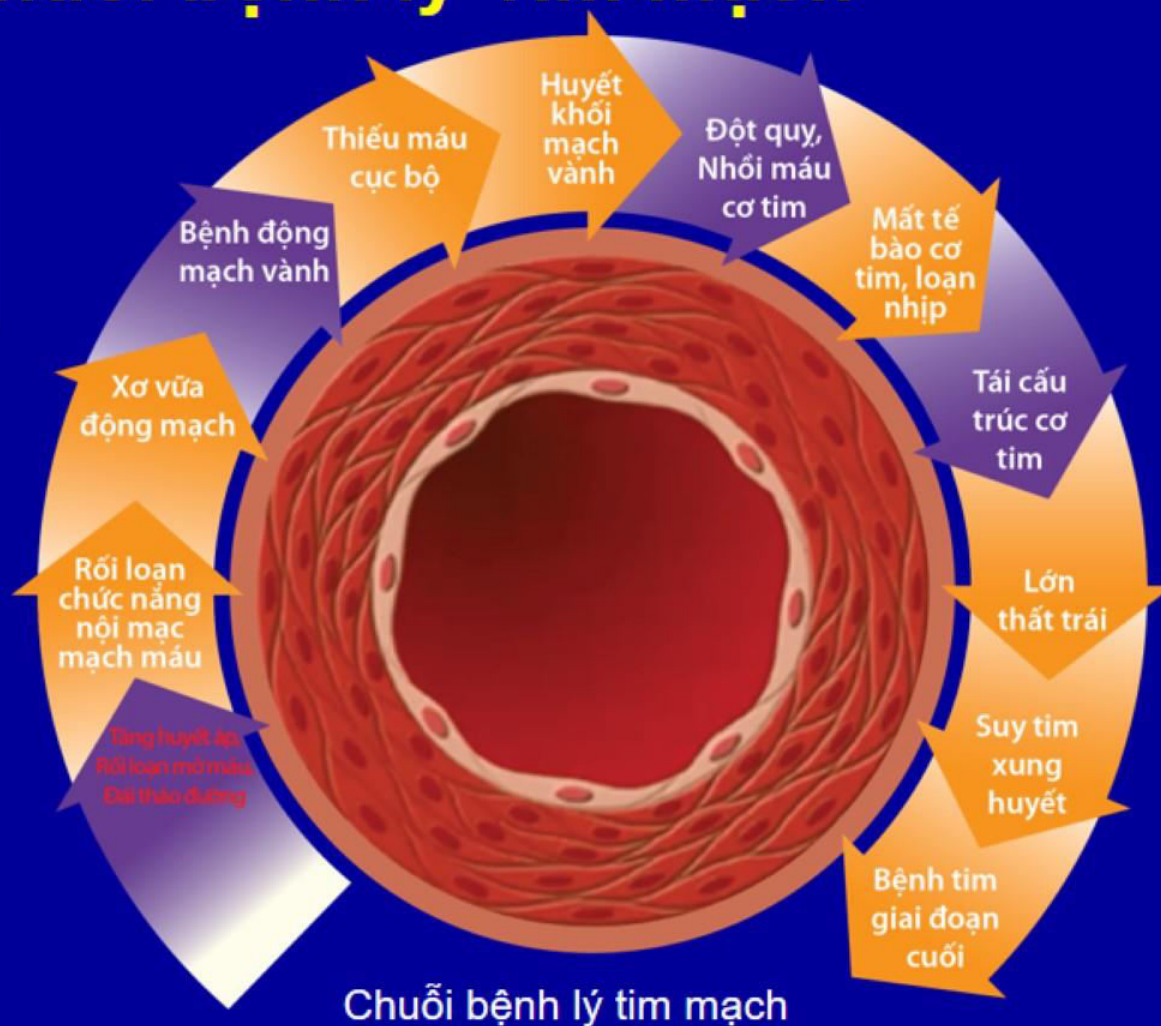 Tăng huyết áp,
Rối loạn mỡ máu,
Đái tháo đường
Rối loạn
chức năng
nội mạc
mạch máu
Xơ vữa
động mạch
Bệnh động
mạch vành
Thiếu máu
cục bộ
Huyết
khối
mạch
vành
Đột quỵ,
Nhồi máu
cơ tim
Mất tế
bào cơ
tim, loạn
nhịp
Tái cấu
trúc cơ
tim
Lớn
thất trái
Suy tim
xung
huyết
Bệnh tim
giai đoạn
cuối
Chuỗi bệnh lý tim mạch